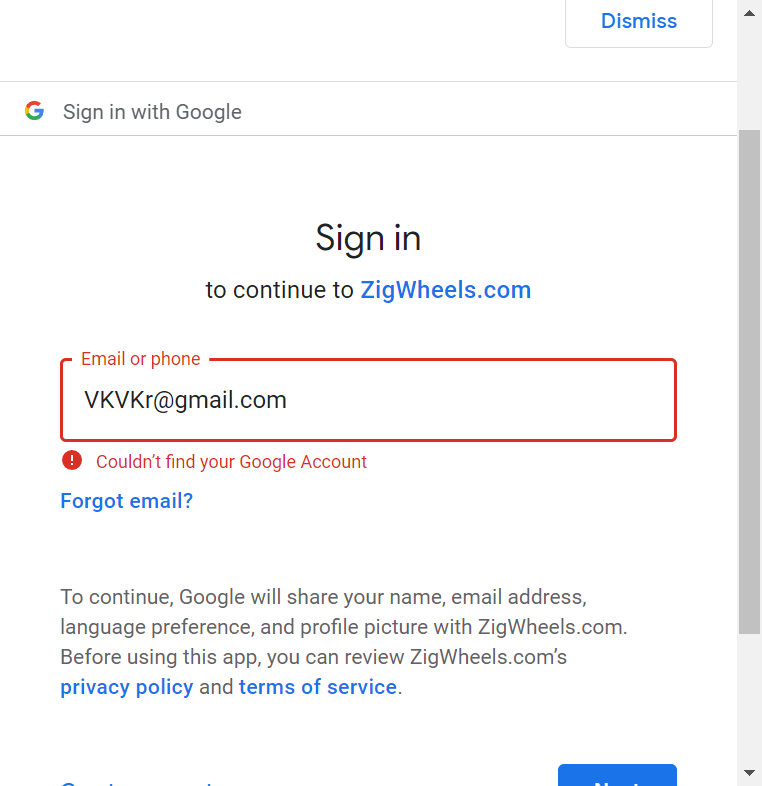 Dismiss
Sign in with Google
Sign in
to continue to ZigWheels.com
Email or phone
VKVKr@gmail.com
Couldn’t find your Google Account
Forgot email?
To continue, Google will share your name, email address,
language preference, and profile picture with ZigWheels.com.
Before using this app, you can review ZigWheels.com’s
privacy policy and terms of service.